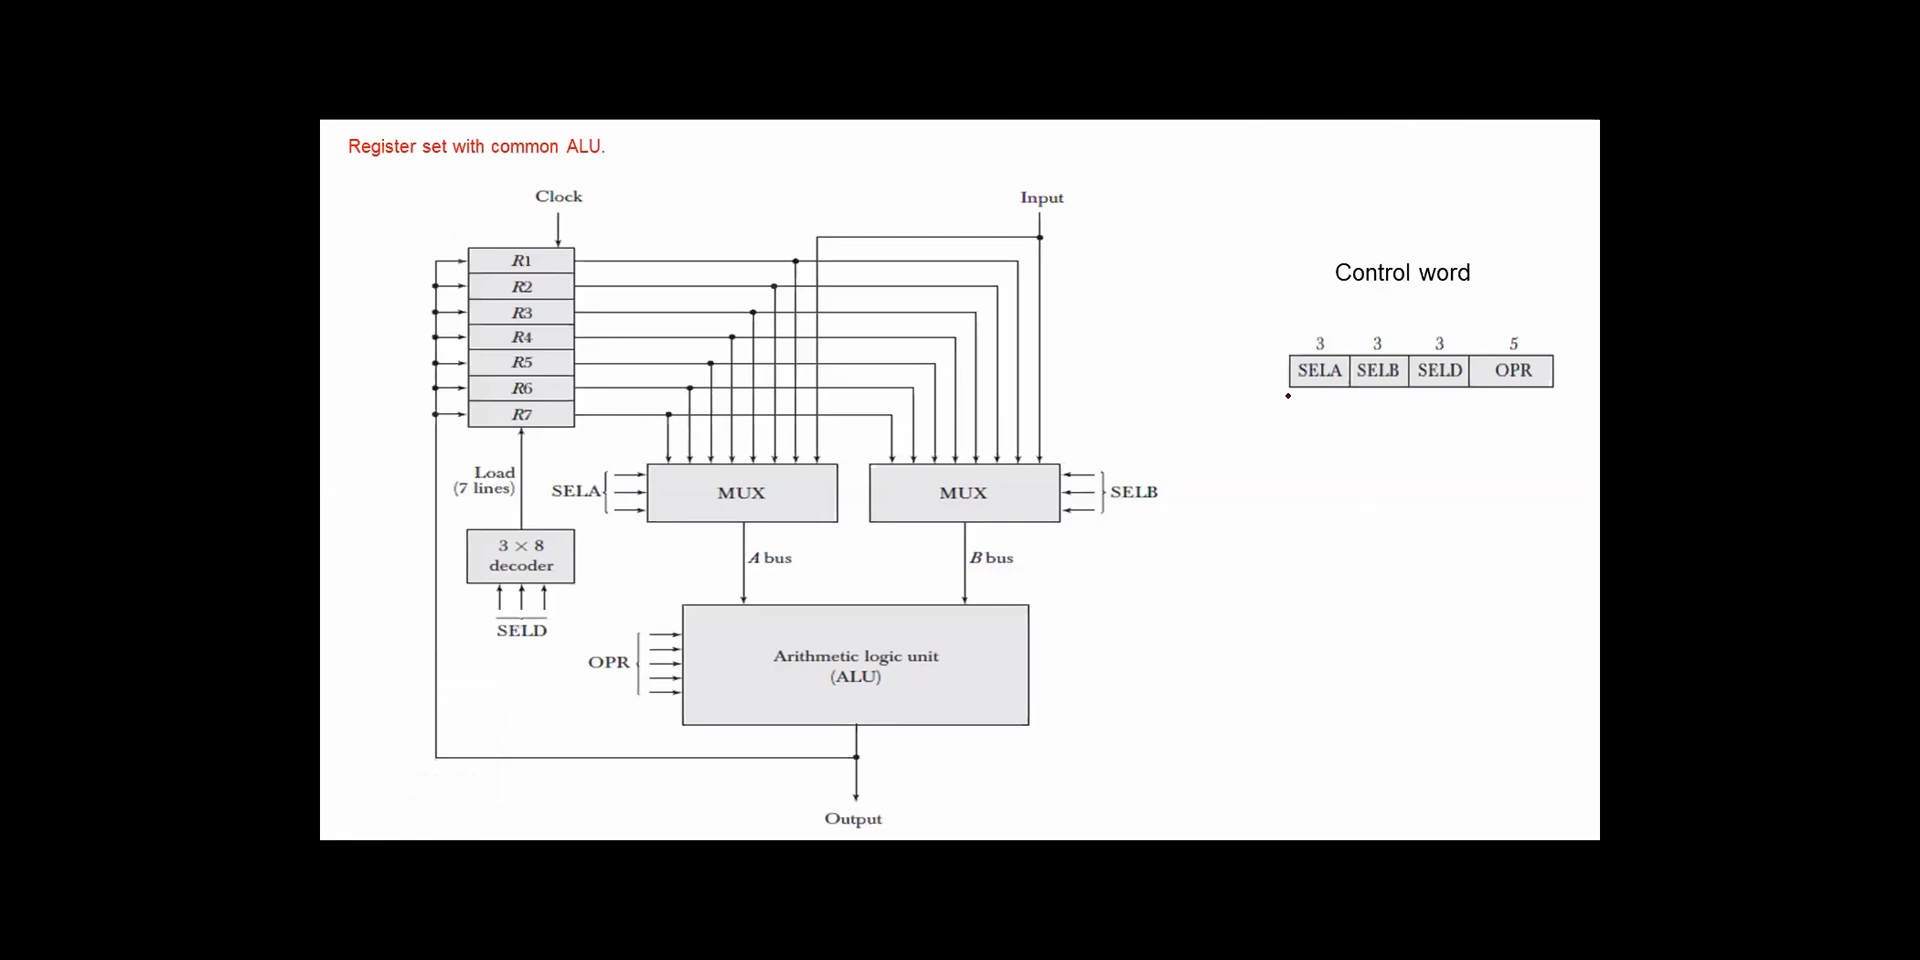 Register set with common ALU.
Clock
Input
R1
R2
R3
R4
R5
R6
R7
Control word
3 3 3 5
SELA SELB SELD OPR
Load
(7 lines)
SELA
MUX
MUX
SELB
3 × 8
decoder
A bus
B bus
SELD
OPR
Arithmetic logic unit
(ALU)
Output